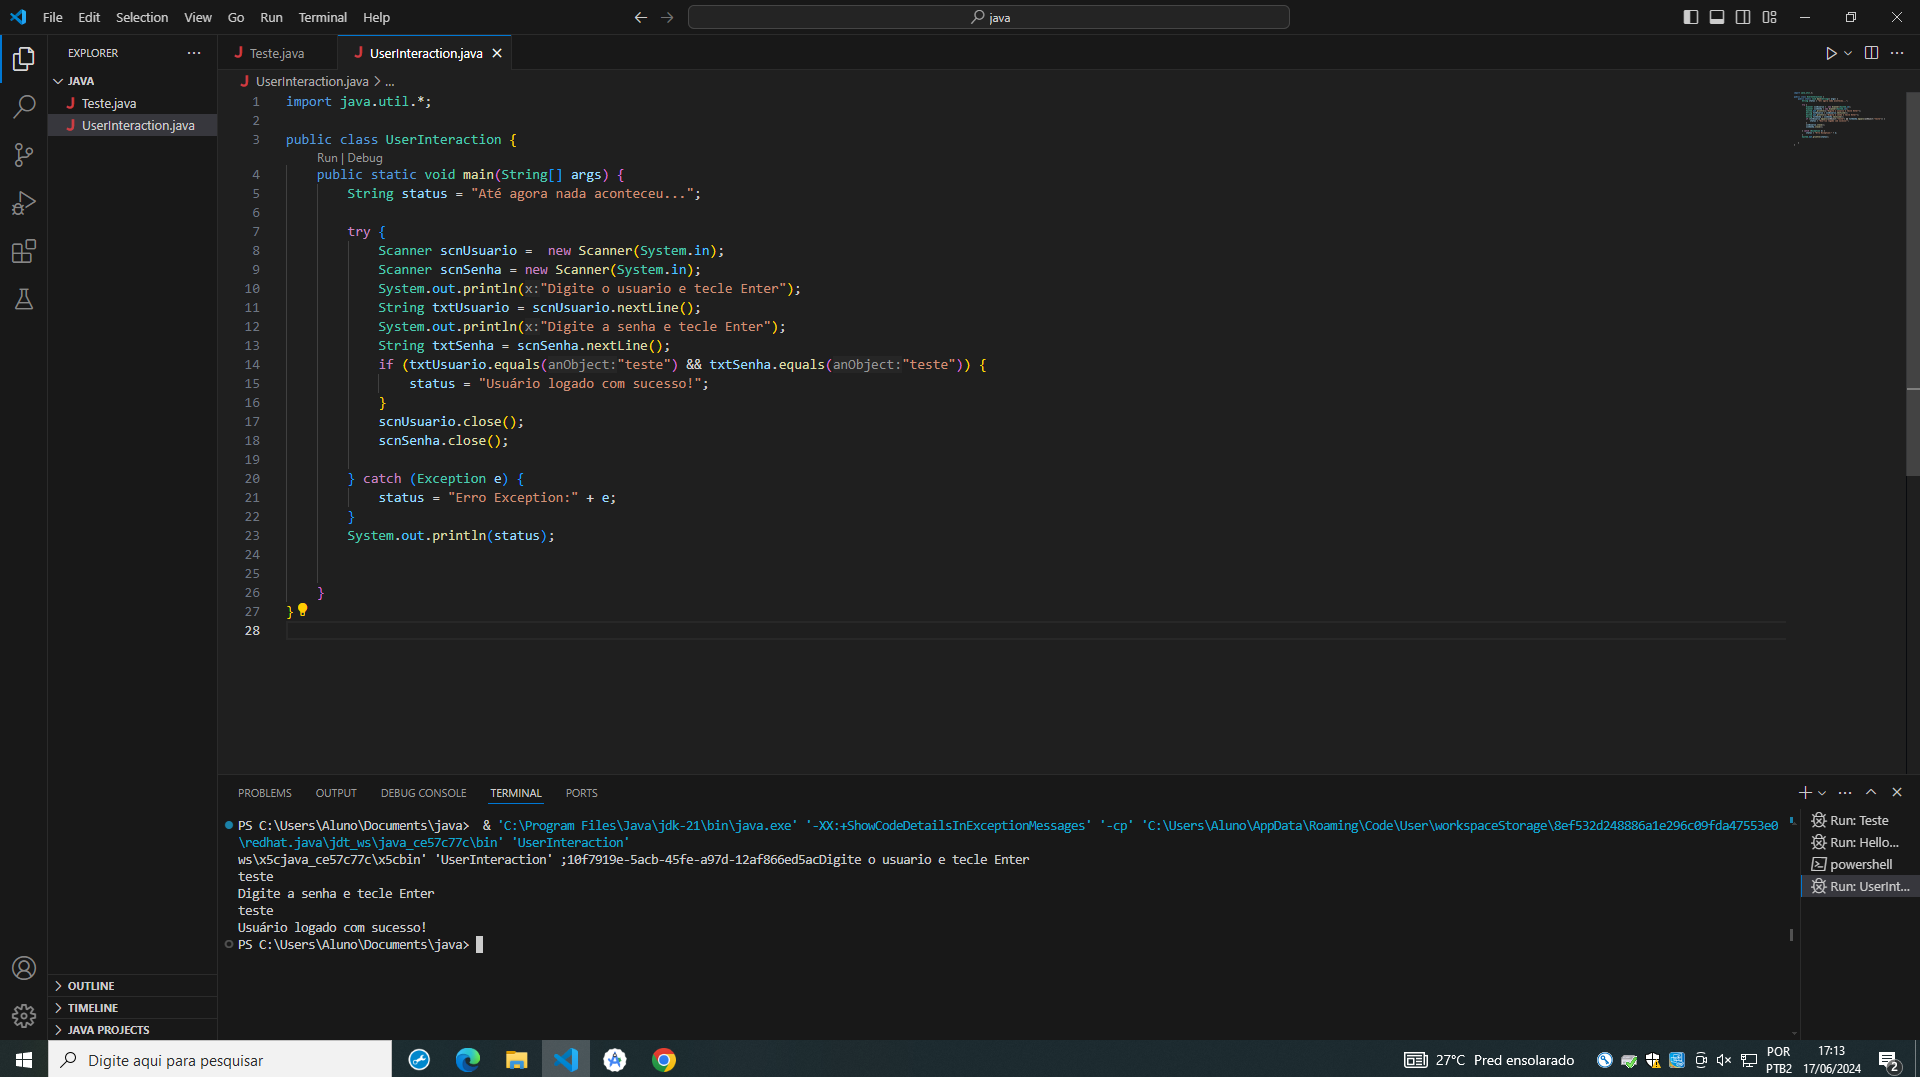 File Edit Selection View Go Run Terminal Help
java
EXPLORER
JAVA
Teste.java
UserInteraction.java
OUTLINE
TIMELINE
JAVA PROJECTS
Teste.java
UserInteraction.java
UserInteraction.java > ...
1 import java.util.*;
2
3 public class UserInteraction {
Run | Debug
4 public static void main(String[] args) {
5 String status = "Até agora nada aconteceu...";
6
7 try {
8 Scanner scnUsuario =  new Scanner(System.in);
9 Scanner scnSenha = new Scanner(System.in);
10 System.out.println(x:"Digite o usuario e tecle Enter");
11 String txtUsuario = scnUsuario.nextLine();
12 System.out.println(x:"Digite a senha e tecle Enter");
13 String txtSenha = scnSenha.nextLine();
14 if (txtUsuario.equals(anObject:"teste") && txtSenha.equals(anObject:"teste")) {
15 status = "Usuário logado com sucesso!";
16 }
17 scnUsuario.close();
18 scnSenha.close();
19
20 } catch (Exception e) {
21 status = "Erro Exception:" + e;
22 }
23 System.out.println(status);
24
25
26 }
27 }
28
PROBLEMS OUTPUT DEBUG CONSOLE TERMINAL PORTS
PS C:\Users\Aluno\Documents\java>  & 'C:\Program Files\Java\jdk-21\bin\java.exe' '-XX:+ShowCodeDetailsInExceptionMessages' '-cp' 'C:\Users\Aluno\AppData\Roaming\Code\User\workspaceStorage\8ef532d248886a1e296c09fda47553e0
\redhat.java\jdt_ws\java_ce57c77c\bin' 'UserInteraction'
ws\x5cjava_ce57c77c\x5cbin' 'UserInteraction' ;10f7919e-5acb-45fe-a97d-12af866ed5acDigite o usuario e tecle Enter
teste
Digite a senha e tecle Enter
teste
Usuário logado com sucesso!
PS C:\Users\Aluno\Documents\java>
Run: Teste
Run: Hello...
powershell
Run: UserInt...
Digite aqui para pesquisar
27°C Pred ensolarado
POR
PTB2
17:13
17/06/2024
2